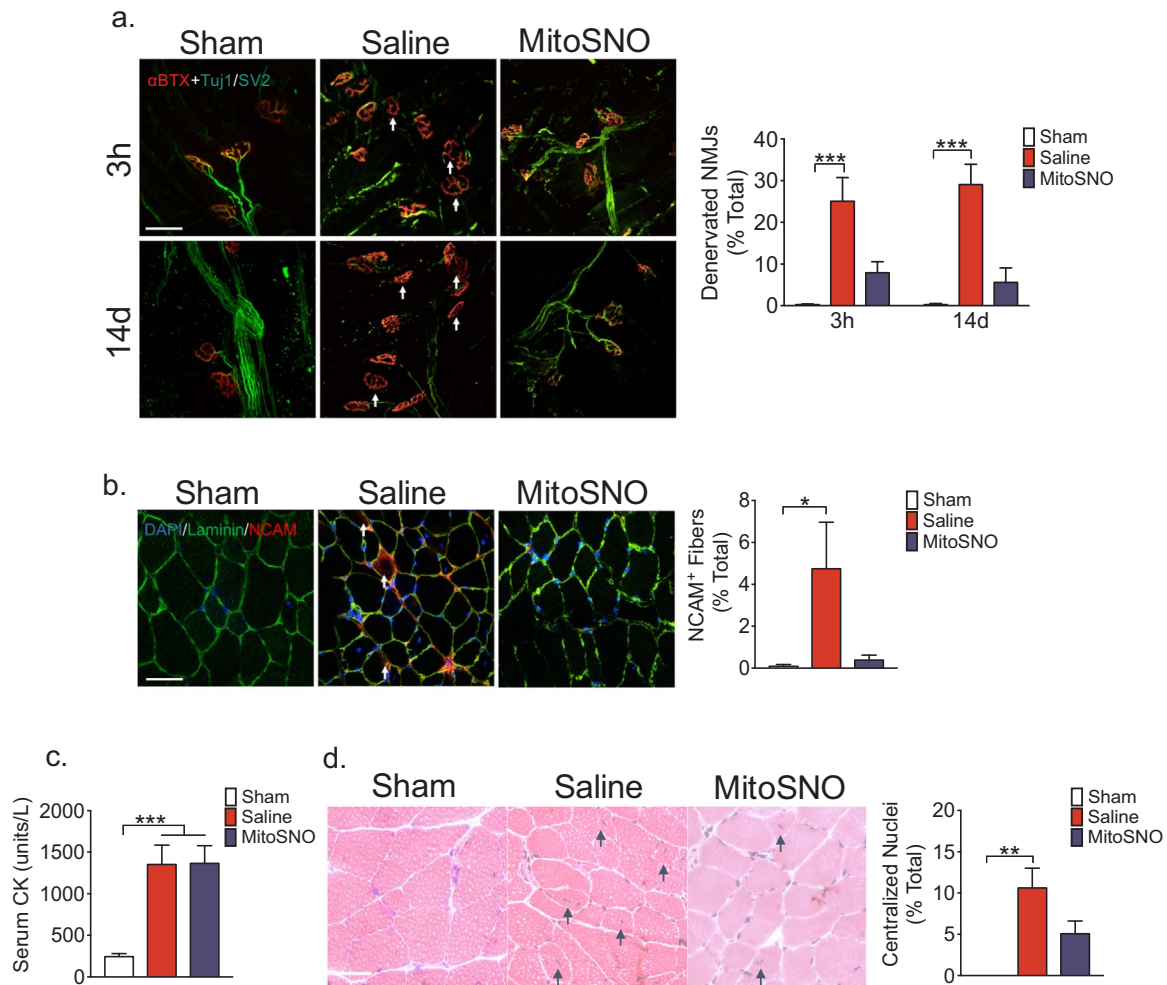 a.
Sham Saline MitoSNO
αBTX+Tuj1/SV2
3h
14d
Denervated NMJs
(% Total)
40
30
20
10
0
*** ***
3h 14d
Sham
Saline
MitoSNO
b.
Sham Saline MitoSNO
DAPI/Laminin/NCAM
NCAM⁺ Fibers
(% Total)
8
6
4
2
0
*
Sham
Saline
MitoSNO
c.
Serum CK (units/L)
2000
1500
1000
500
0
***
Sham
Saline
MitoSNO
d.
Sham Saline MitoSNO
Centralized Nuclei
(% Total)
20
15
10
5
0
**
Sham
Saline
MitoSNO